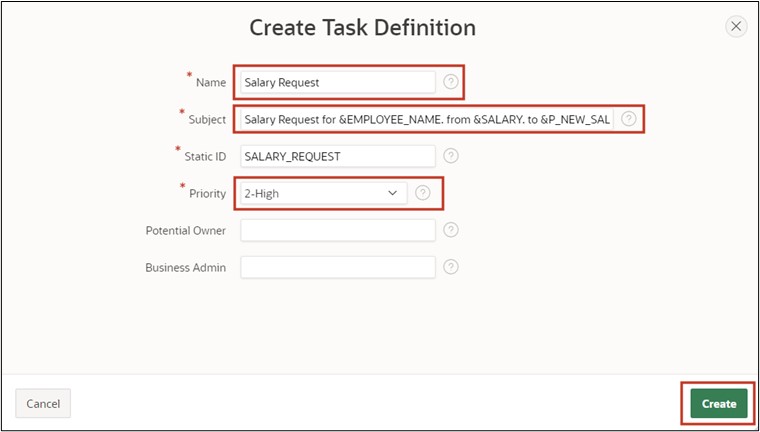 Create Task Definition
* Name Salary Request ?
* Subject Salary Request for &EMPLOYEE_NAME. from &SALARY. to &P_NEW_SAL ?
* Static ID SALARY_REQUEST ?
* Priority 2-High ?
Potential Owner ?
Business Admin ?
Cancel Create